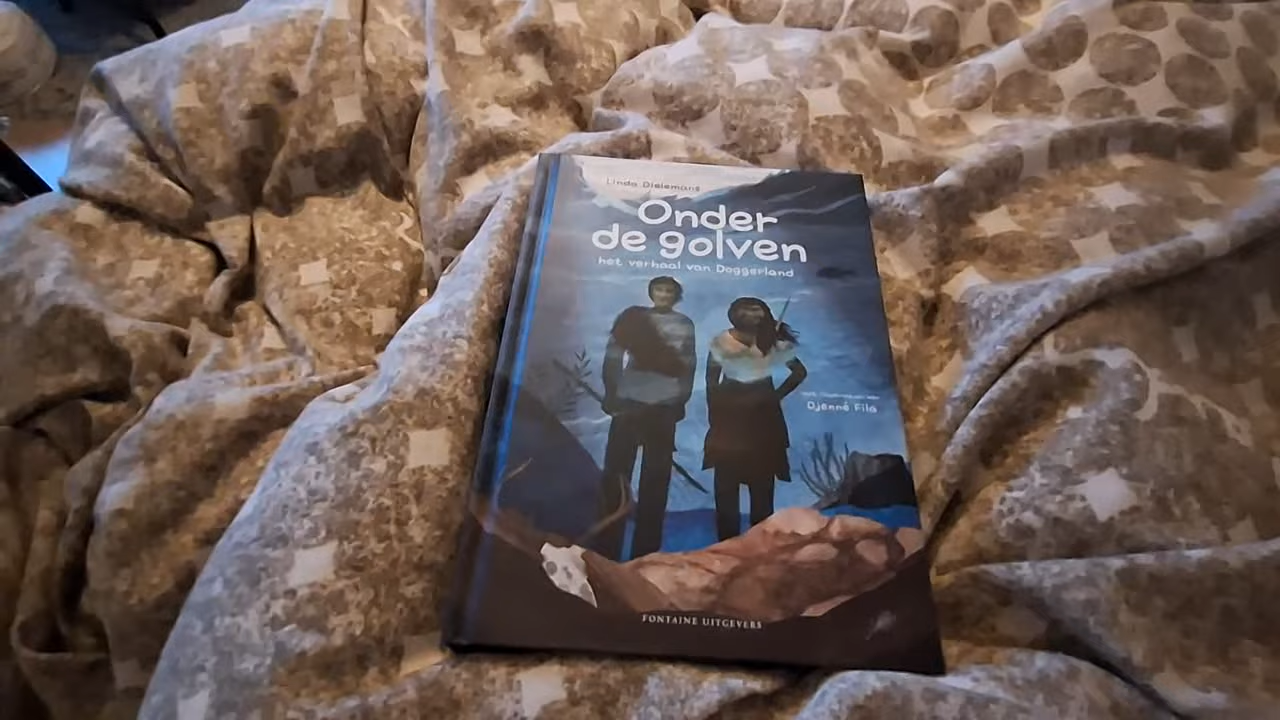 Linda Dielemans
Onder
de golven
het verhaal van Doggerland
Djenné Fila
FONTAINE UITGEVERS